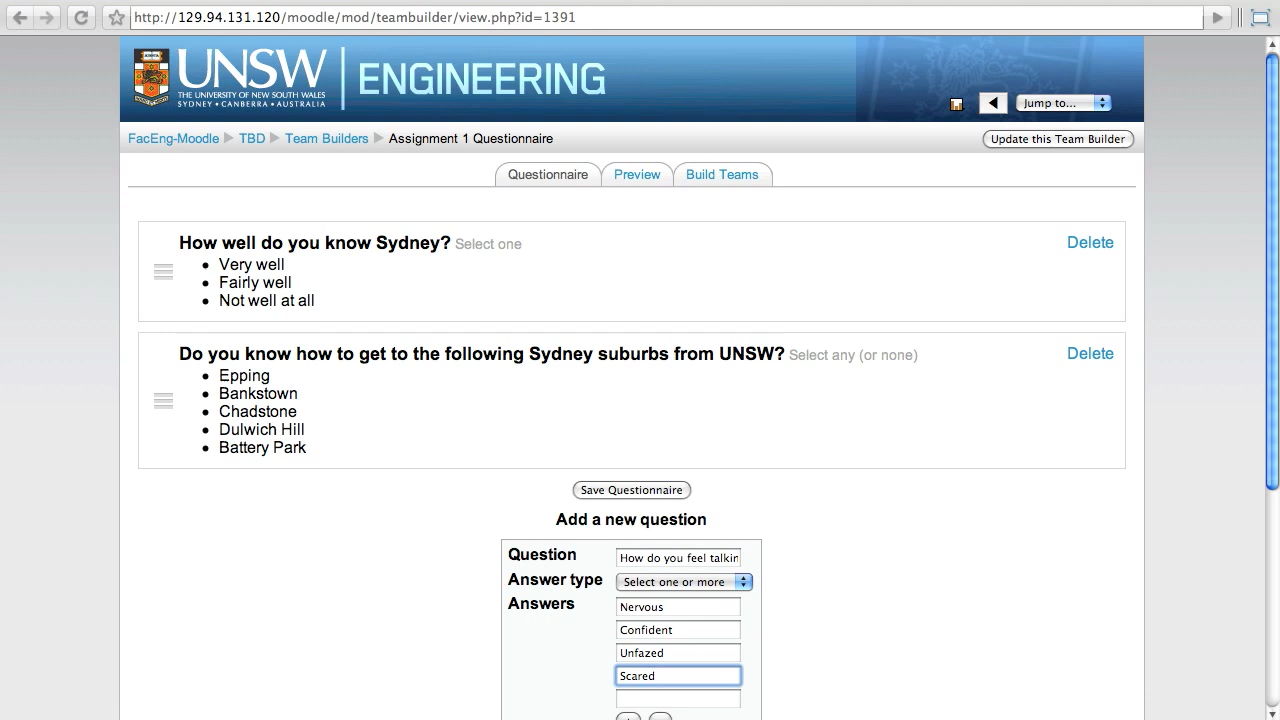 http://129.94.131.120/moodle/mod/teambuilder/view.php?id=1391
UNSW
THE UNIVERSITY OF NEW SOUTH WALES
SYDNEY • CANBERRA • AUSTRALIA
ENGINEERING
Jump to...
FacEng-Moodle TBD Team Builders Assignment 1 Questionnaire
Update this Team Builder
Questionnaire Preview Build Teams
How well do you know Sydney? Select one Delete
• Very well
• Fairly well
• Not well at all
Do you know how to get to the following Sydney suburbs from UNSW? Select any (or none) Delete
• Epping
• Bankstown
• Chadstone
• Dulwich Hill
• Battery Park
Save Questionnaire
Add a new question
Question How do you feel talkin
Answer type Select one or more
Answers Nervous
Confident
Unfazed
Scared